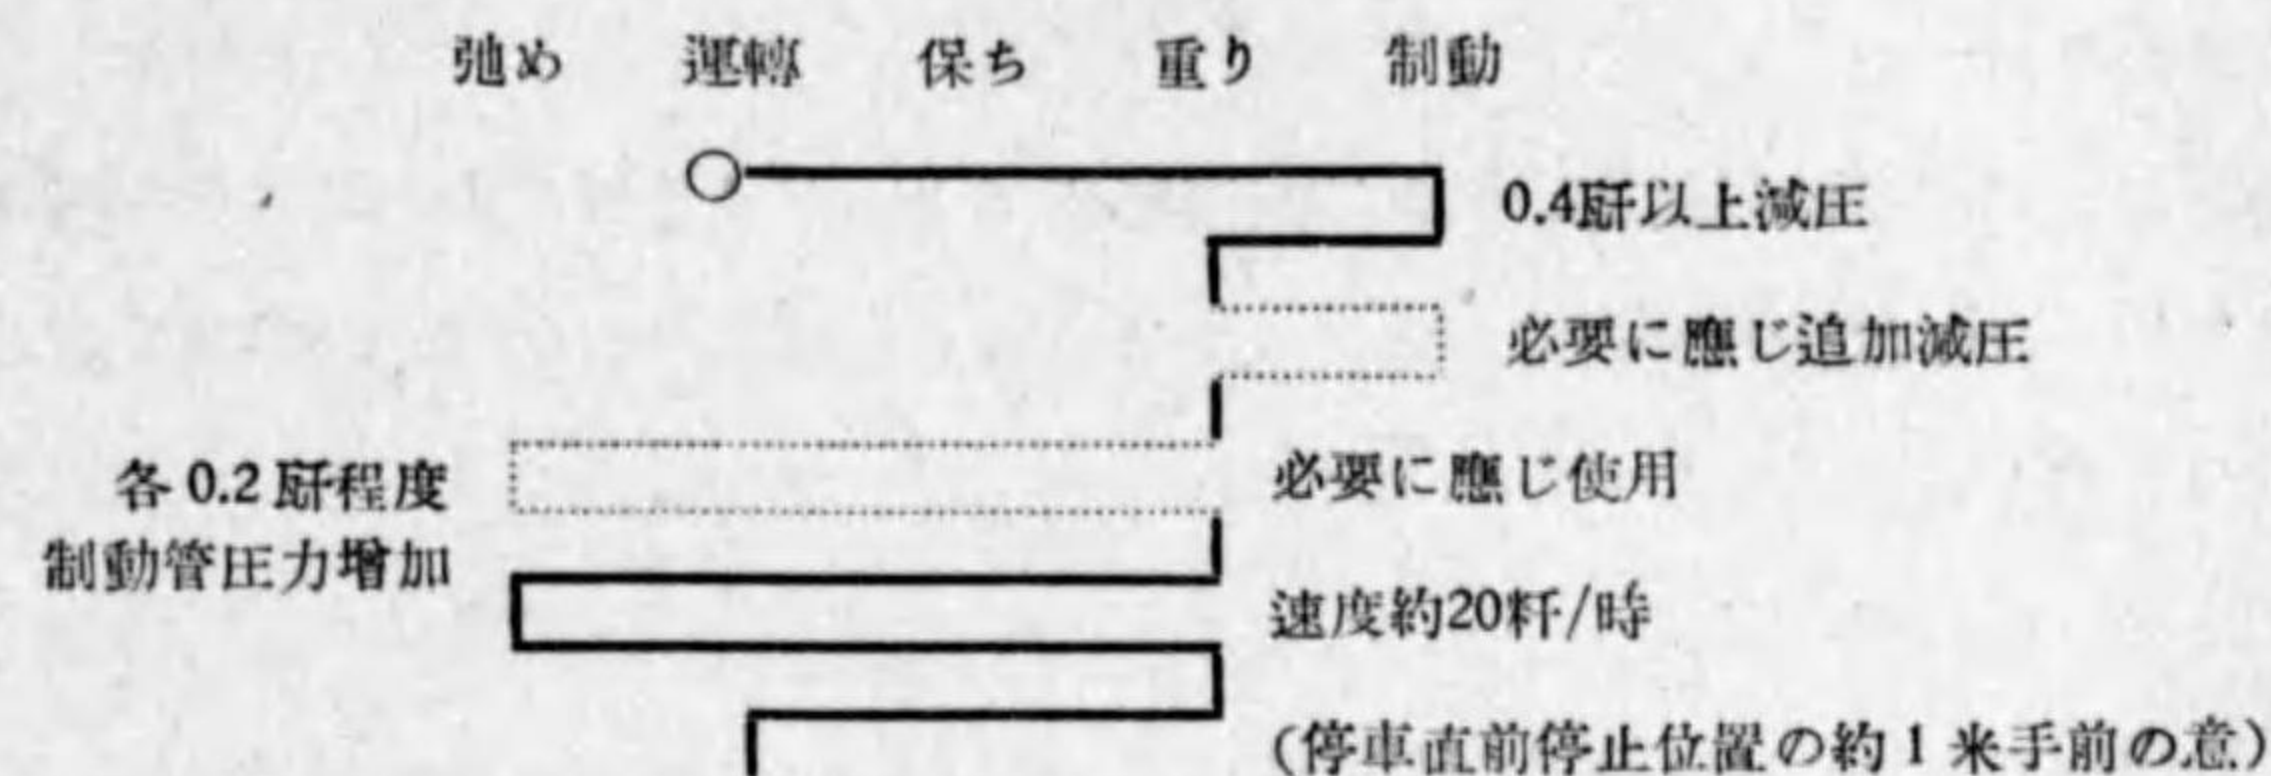 弛め 運轉 保ち 重り 制動
0.4瓩以上減圧
必要に應じ追加減圧
各0.2瓩程度
制動管圧力增加
必要に應じ使用
速度約20粁/時
(停車直前停止位置の約1米手前の意)